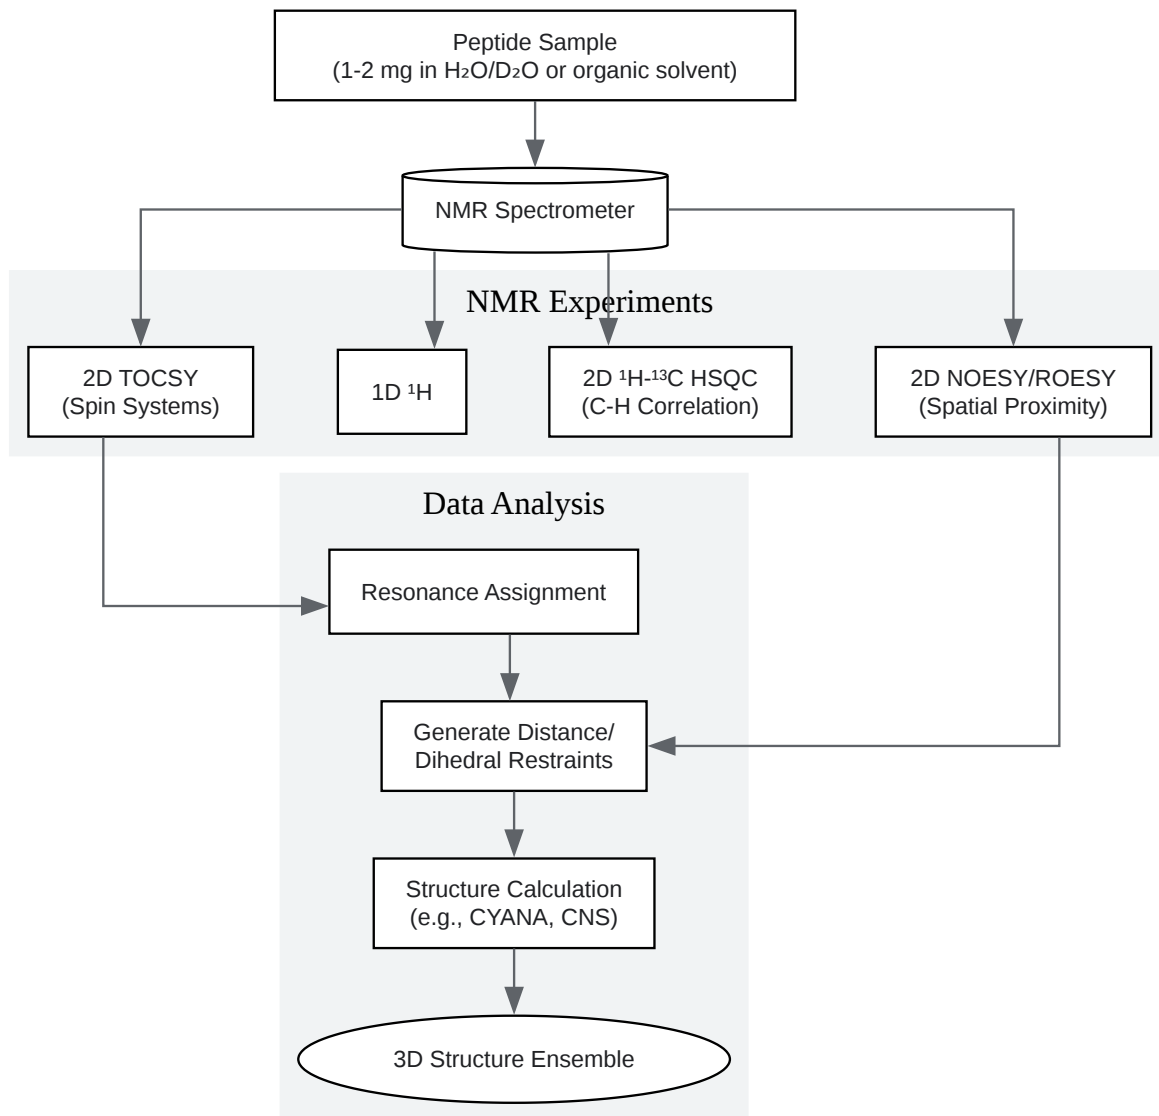 Peptide Sample
(1-2 mg in H₂O/D₂O or organic solvent)
NMR Spectrometer
NMR Experiments
2D TOCSY
(Spin Systems)
1D ¹H
2D ¹H-¹³C HSQC
(C-H Correlation)
2D NOESY/ROESY
(Spatial Proximity)
Data Analysis
Resonance Assignment
Generate Distance/
Dihedral Restraints
Structure Calculation
(e.g., CYANA, CNS)
3D Structure Ensemble